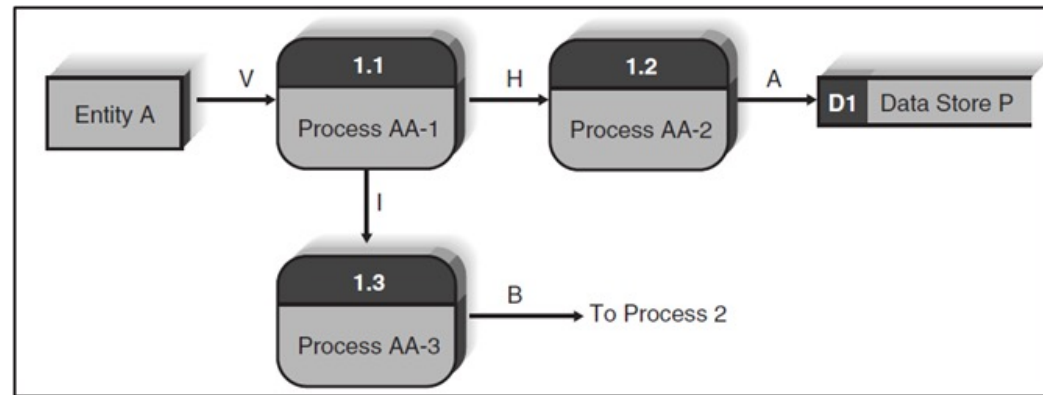 1.1
1.2
V
H
A
Entity A
D1 Data Store P
Process AA-1
Process AA-2
I
1.3
B
To Process 2
Process AA-3